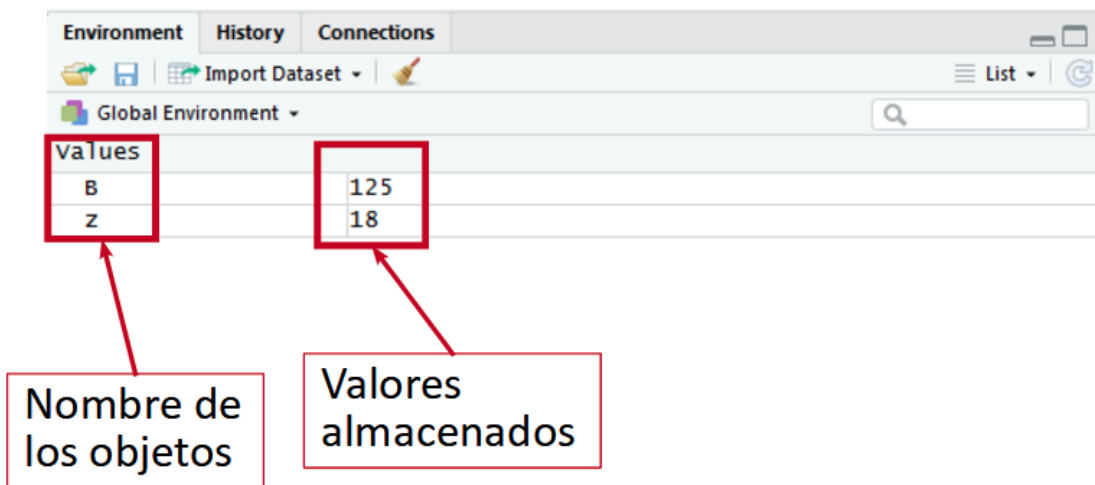 Environment History Connections
Import Dataset List
Global Environment
Values
B 125
z 18
Nombre de
los objetos
Valores
almacenados